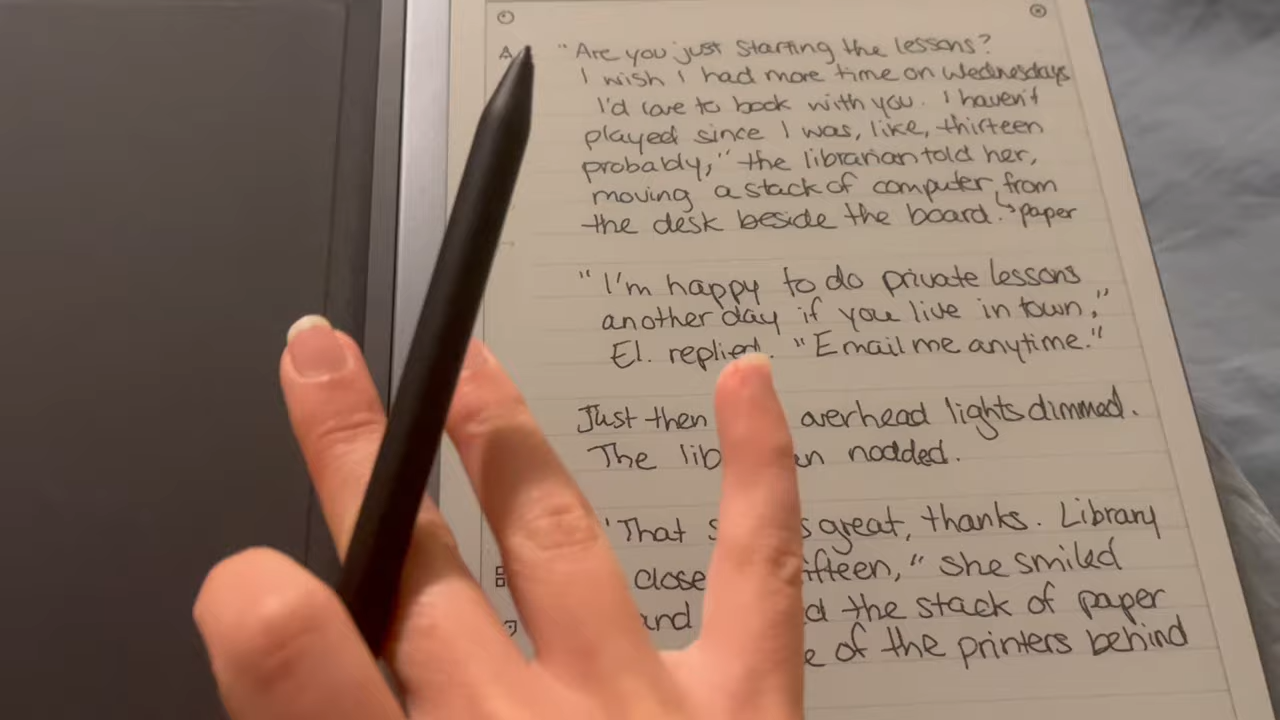 "Are you just starting the lessons?
I wish I had more time on Wednesdays
I'd love to book with you. I haven't
played since I was, like, thirteen
probably," the librarian told her,
moving a stack of computer from
the desk beside the board. ↳paper
"I'm happy to do private lessons
another day if you live in town,"
El. replied. "Email me anytime."
Just then overhead lights dimmed.
The nodded.
'That great, thanks. Library
close she smiled
and the stack of paper
of the printers behind